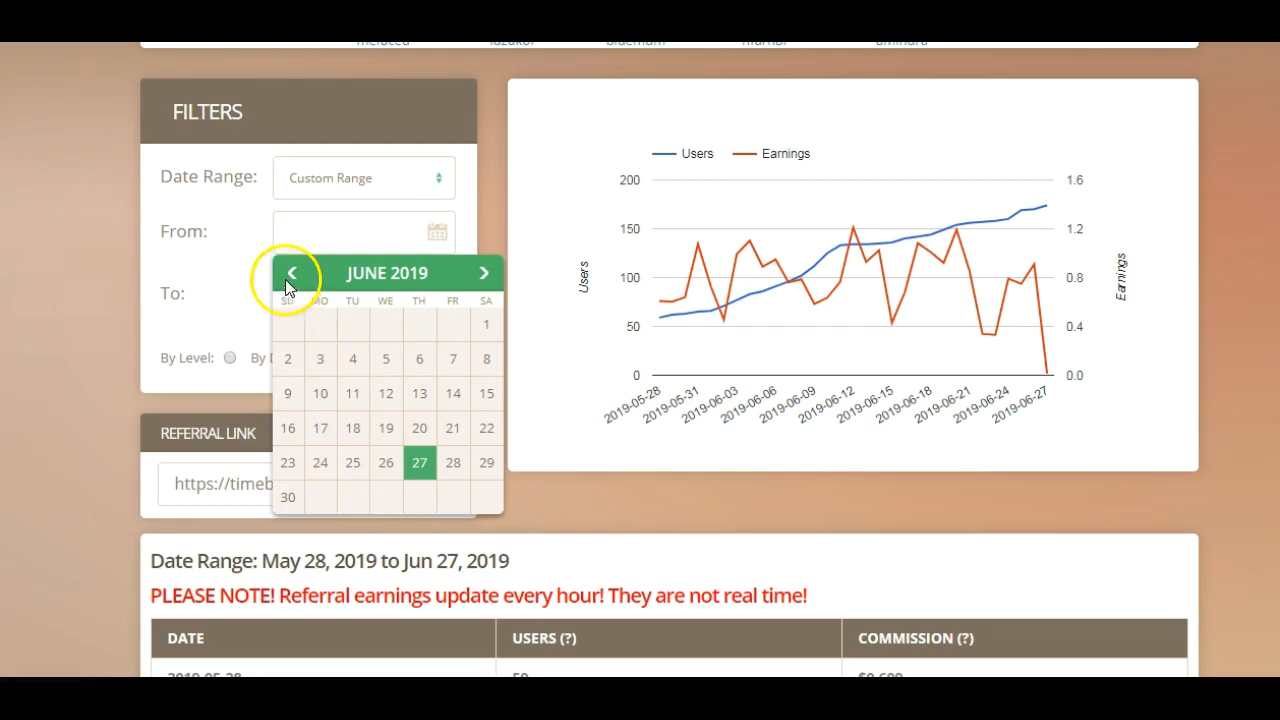 FILTERS
Date Range:
Custom Range
From:
To:
JUNE 2019
MO TU WE TH FR SA
1
2 3 4 5 6 7 8
9 10 11 12 13 14 15
16 17 18 19 20 21 22
23 24 25 26 27 28 29
30
By Level:
REFERRAL LINK
Users Earnings
200 1.6
150 1.2
100 0.8
50 0.4
0 0.0
Users
Earnings
2019-05-28 2019-05-31 2019-06-03 2019-06-06 2019-06-09 2019-06-12 2019-06-15 2019-06-18 2019-06-21 2019-06-24 2019-06-27
Date Range: May 28, 2019 to Jun 27, 2019
PLEASE NOTE! Referral earnings update every hour! They are not real time!
DATE USERS (?) COMMISSION (?)
2019-05-28